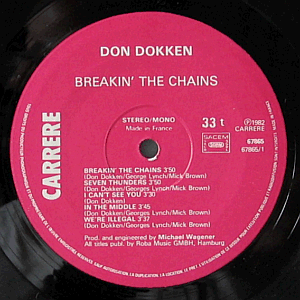 DON DOKKEN
BREAKIN' THE CHAINS
STEREO/MONO
Made in France
33 t
SACEM
℗ 1982
CARRERE
67865
67865/1
CARRERE
BREAKIN' THE CHAINS 3'50
(Don Dokken/George Lynch/Mick Brown)
SEVEN THUNDERS 3'50
(Don Dokken/Georges Lynch/Mick Brown)
I CAN'T SEE YOU 3'30
(Don Dokken)
IN THE MIDDLE 3'45
(Don Dokken/Georges Lynch/Mick Brown)
WE'RE ILLEGAL 3'37
(Don Dokken/Georges Lynch/Mick Brown)
Prod. and engineered by Michael Wagener
All titles publ. by Roba Music GMBH, Hamburg